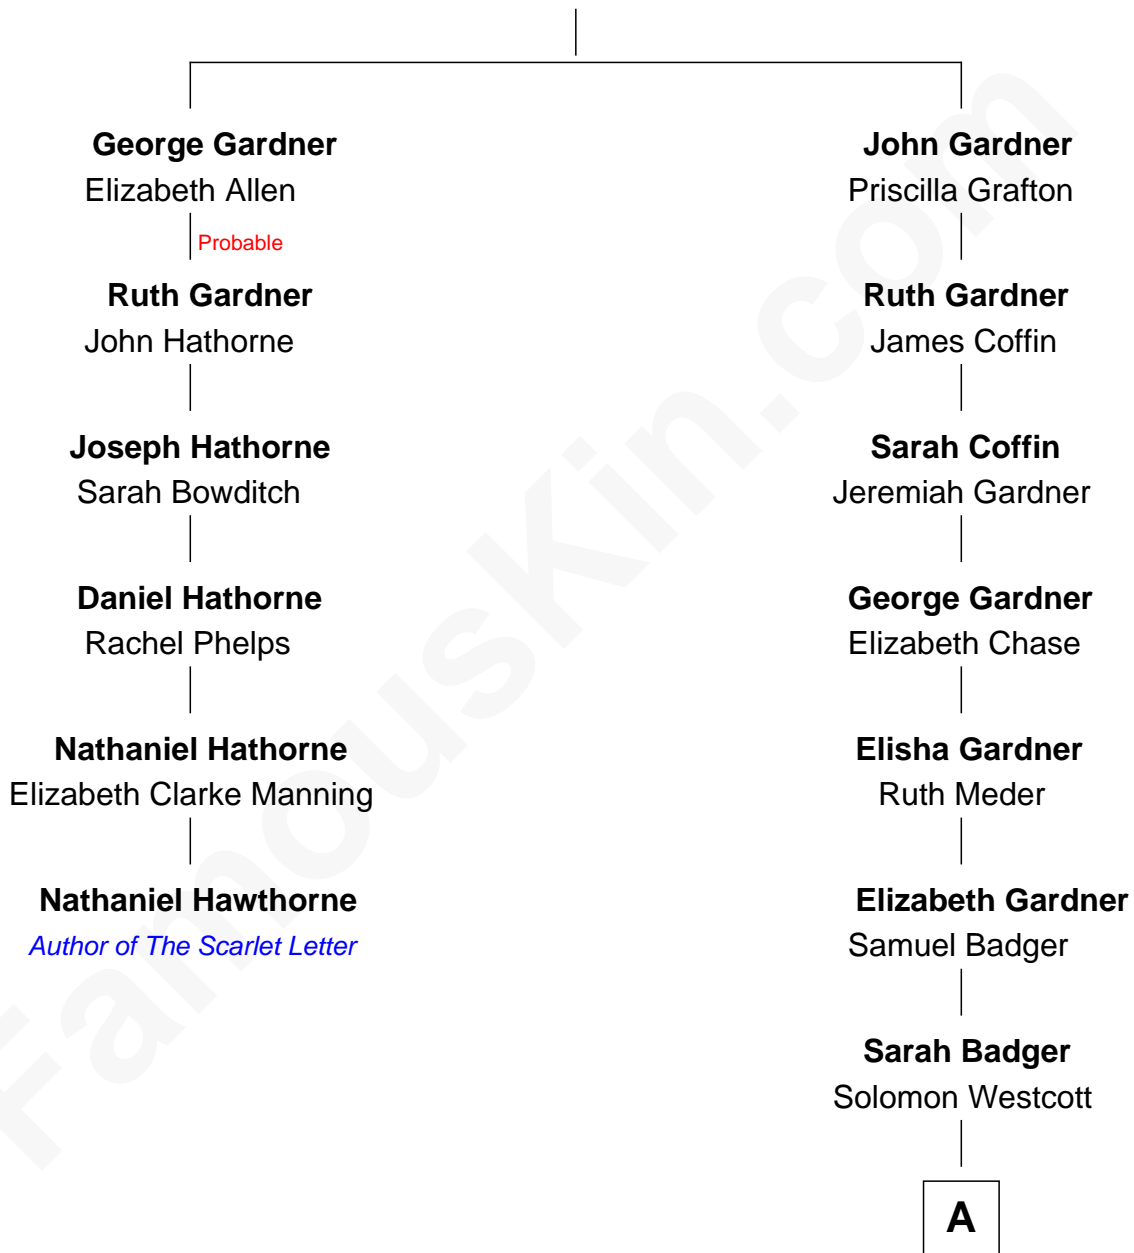 George Gardner
Elizabeth Allen
Probable
Ruth Gardner
John Hathorne
Joseph Hathorne
Sarah Bowditch
Daniel Hathorne
Rachel Phelps
Nathaniel Hathorne
Elizabeth Clarke Manning
Nathaniel Hawthorne
Author of The Scarlet Letter
John Gardner
Priscilla Grafton
Ruth Gardner
James Coffin
Sarah Coffin
Jeremiah Gardner
George Gardner
Elizabeth Chase
Elisha Gardner
Ruth Meder
Elizabeth Gardner
Samuel Badger
Sarah Badger
Solomon Westcott
A
FamousKin.com